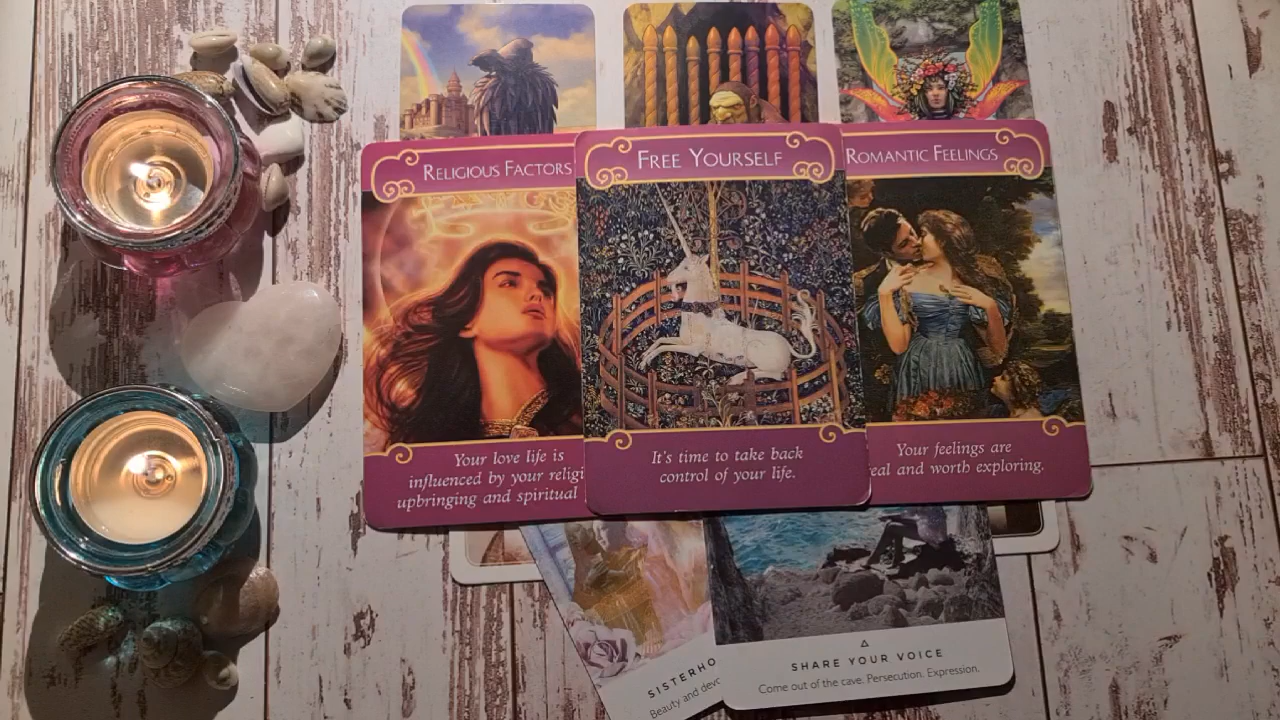 RELIGIOUS FACTORS
FREE YOURSELF
ROMANTIC FEELINGS
Your love life is
influenced by your religi
upbringing and spiritual
It's time to take back
control of your life.
Your feelings are
eal and worth exploring.
SISTERHO
Beauty and devo
SHARE YOUR VOICE
Come out of the cave. Persecution. Expression.